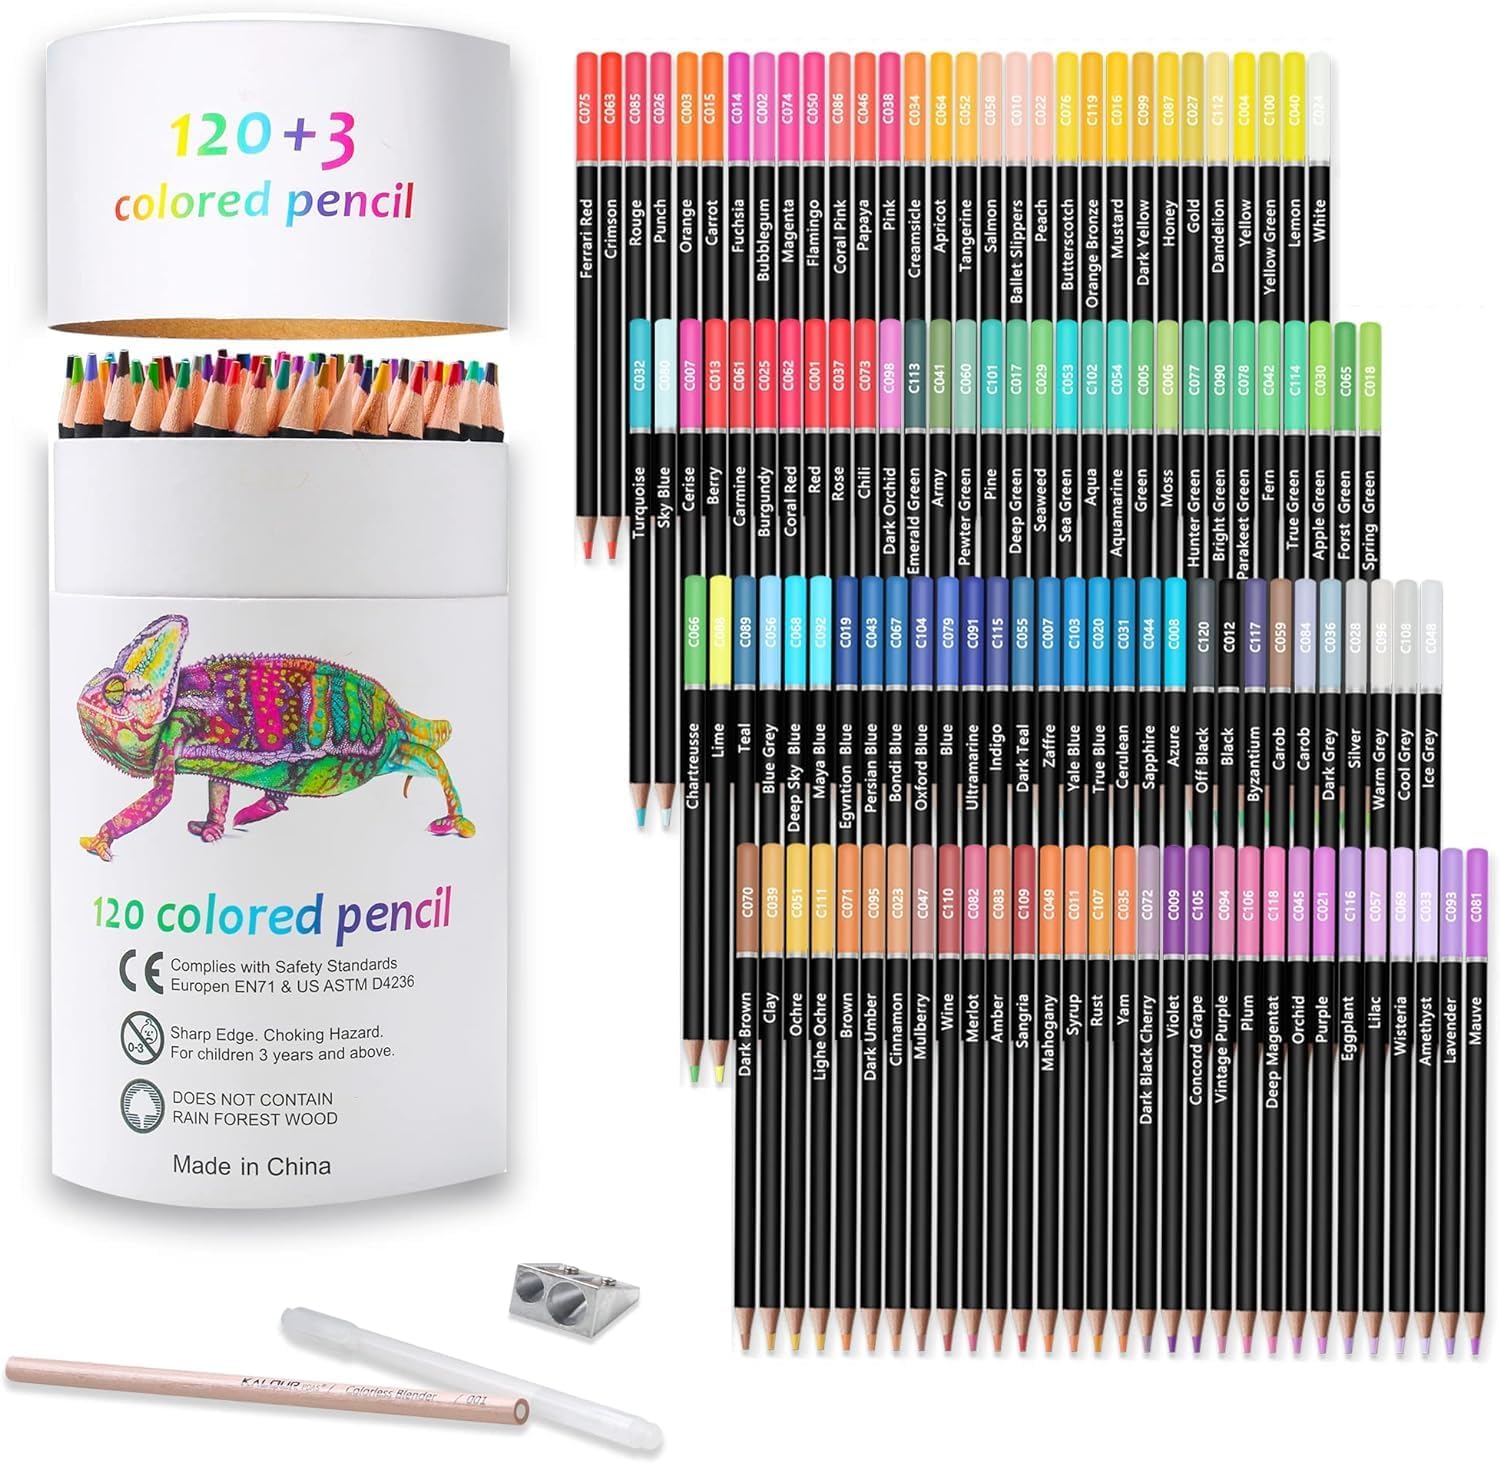 120+3
colored pencil
120 colored pencil
CE
Complies with Safety Standards
Europen EN71 & US ASTM D4236
0-3
Sharp Edge. Choking Hazard.
For children 3 years and above.
DOES NOT CONTAIN
RAIN FOREST WOOD
Made in China
KALOUR / Colorless Blender / 001
C075 Ferrari Red
C063 Crimson
C085 Rouge
C026 Punch
C003 Orange
C015 Carrot
C014 Fuchsia
C002 Bubblegum
C074 Magenta
C050 Flamingo
C086 Coral Pink
C046 Papaya
C038 Pink
C034 Creamsicle
C064 Apricot
C052 Tangerine
C058 Salmon
C010 Ballet Slippers
C022 Peach
C076 Butterscotch
C119 Orange Bronze
C016 Mustard
C099 Dark Yellow
C087 Honey
C027 Gold
C112 Dandelion
C004 Yellow
C100 Yellow Green
C040 Lemon
C024 White
C032 Turquoise
C080 Sky Blue
C007 Cerise
C013 Berry
C061 Carmine
C025 Burgundy
C062 Coral Red
C001 Red
C037 Rose
C073 Chili
C098 Dark Orchid
C113 Emerald Green
C041 Army
C060 Pewter Green
C101 Pine
C017 Deep Green
C029 Seaweed
C053 Sea Green
C102 Aqua
C054 Aquamarine
C005 Green
C006 Moss
C077 Hunter Green
C090 Bright Green
C078 Parakeet Green
C042 Fern
C114 True Green
C030 Apple Green
C065 Forst Green
C018 Spring Green
C066 Chartreusse
C088 Lime
C089 Teal
C056 Blue Grey
C068 Deep Sky Blue
C092 Maya Blue
C019 Egvntion Blue
C043 Persian Blue
C067 Bondi Blue
C104 Oxford Blue
C079 Blue
C091 Ultramarine
C115 Indigo
C055 Dark Teal
C007 Zaffe
C103 Yale Blue
C020 True Blue
C031 Cerulean
C044 Sapphire
C008 Azure
C120 Off Black
C012 Black
C117 Byzantium
C059 Carob
C084 Carob
C036 Dark Grey
C028 Silver
C096 Warm Grey
C108 Cool Grey
C048 Ice Grey
C070 Dark Brown
C039 Clay
C051 Ochre
C111 Lighe Ochre
C071 Brown
C095 Dark Umber
C023 Cinnamon
C047 Mulberry
C110 Wine
C082 Merlot
C083 Amber
C109 Sangria
C049 Mahogany
C011 Syrup
C107 Rust
C035 Yam
C072 Dark Black Cherry
C009 Violet
C105 Concord Grape
C094 Vintage Purple
C106 Plum
C118 Deep Magentat
C045 Orchid
C021 Purple
C116 Eggplant
C057 Lilac
C069 Wisteria
C033 Amethyst
C093 Lavender
C081 Mauve